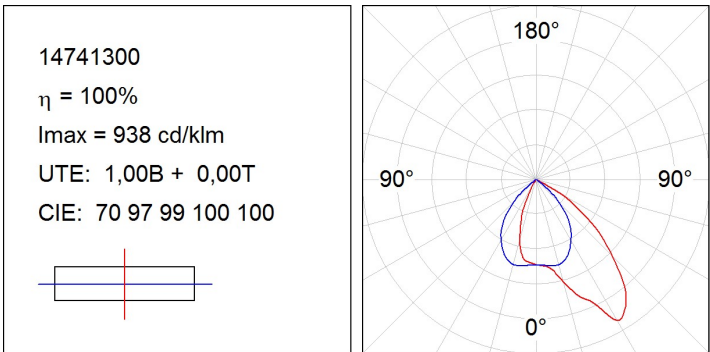 14741300
η = 100%
Imax = 938 cd/klm
UTE: 1,00B + 0,00T
CIE: 70 97 99 100 100
180°
90° 90°
0°